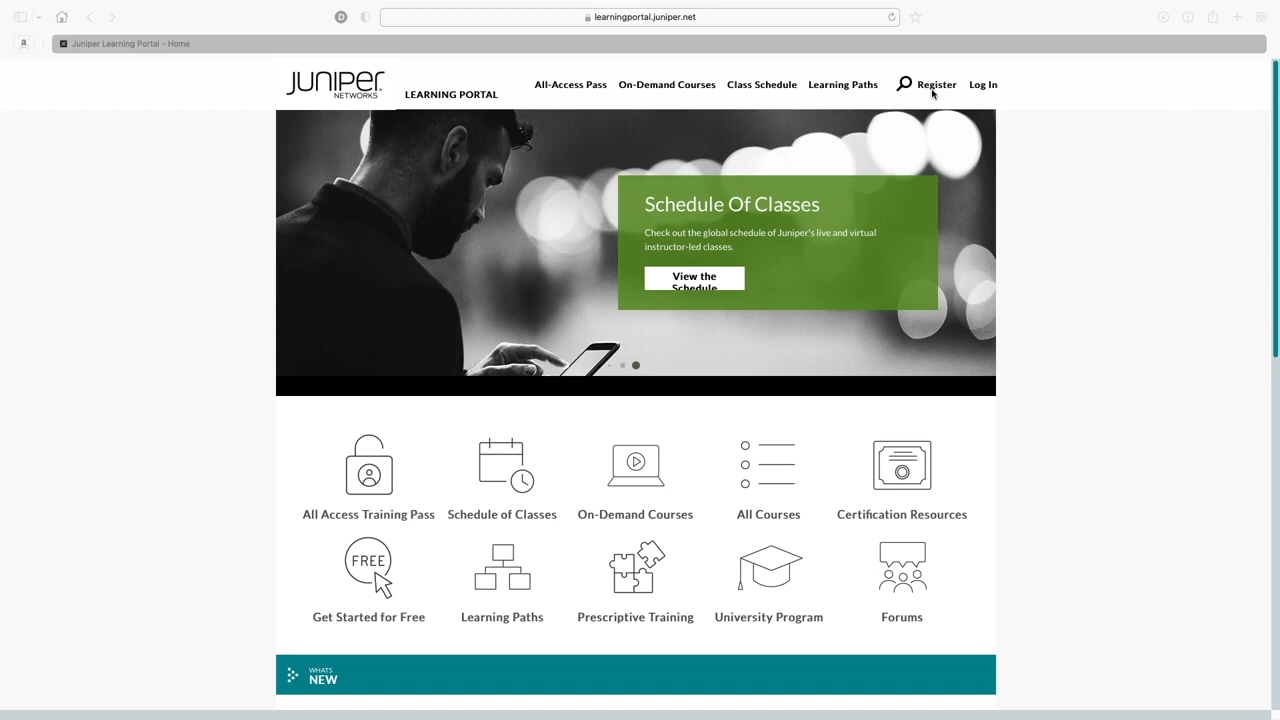 learningportal.juniper.net
a
Juniper Learning Portal - Home
JUNIPER
NETWORKS
LEARNING PORTAL
All-Access Pass
On-Demand Courses
Class Schedule
Learning Paths
Register
Log In
Schedule Of Classes
Check out the global schedule of Juniper's live and virtual
instructor-led classes.
View the
Schedule
All Access Training Pass
Schedule of Classes
On-Demand Courses
All Courses
Certification Resources
FREE
Get Started for Free
Learning Paths
Prescriptive Training
University Program
Forums
WHATS
NEW